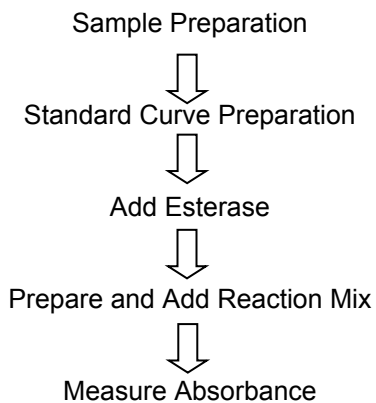 Sample Preparation
Standard Curve Preparation
Add Esterase
Prepare and Add Reaction Mix
Measure Absorbance